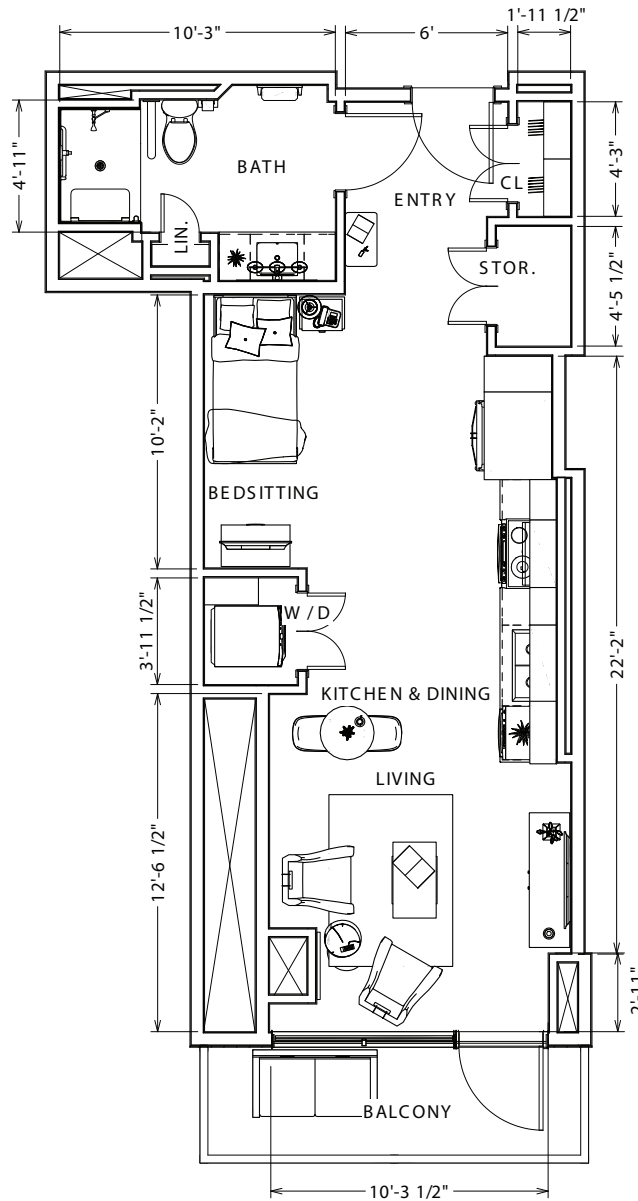 1'-11 1/2"
10'-3"
6'
4'-11"
BATH
4'-3"
CL
ENTRY
LIN.
STOR.
4'-5 1/2"
10'-2"
BEDSITTING
W / D
3'-11 1/2"
22'-2"
KITCHEN & DINING
LIVING
12'-6 1/2"
2'-11"
BALCONY
10'-3 1/2"